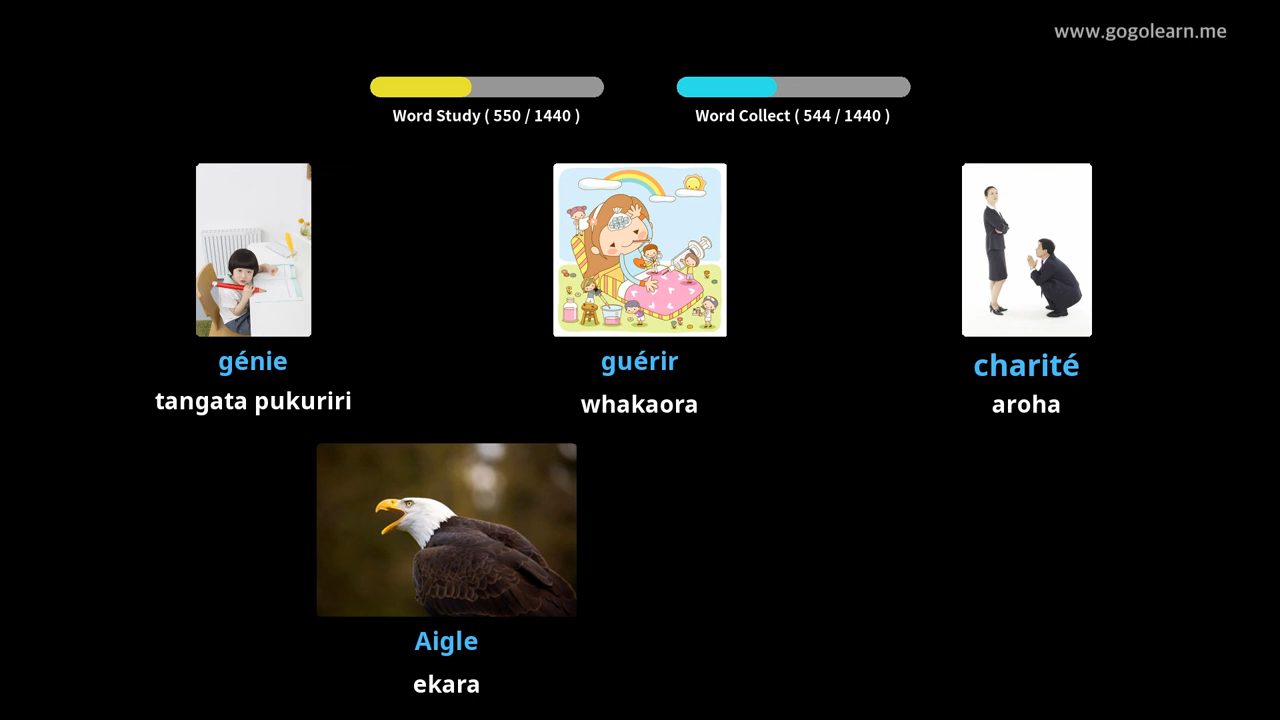 www.gogolearn.me
Word Study ( 550 / 1440 )
Word Collect ( 544 / 1440 )
génie
guérir
charité
tangata pukuriri
whakaora
aroha
Aigle
ekara